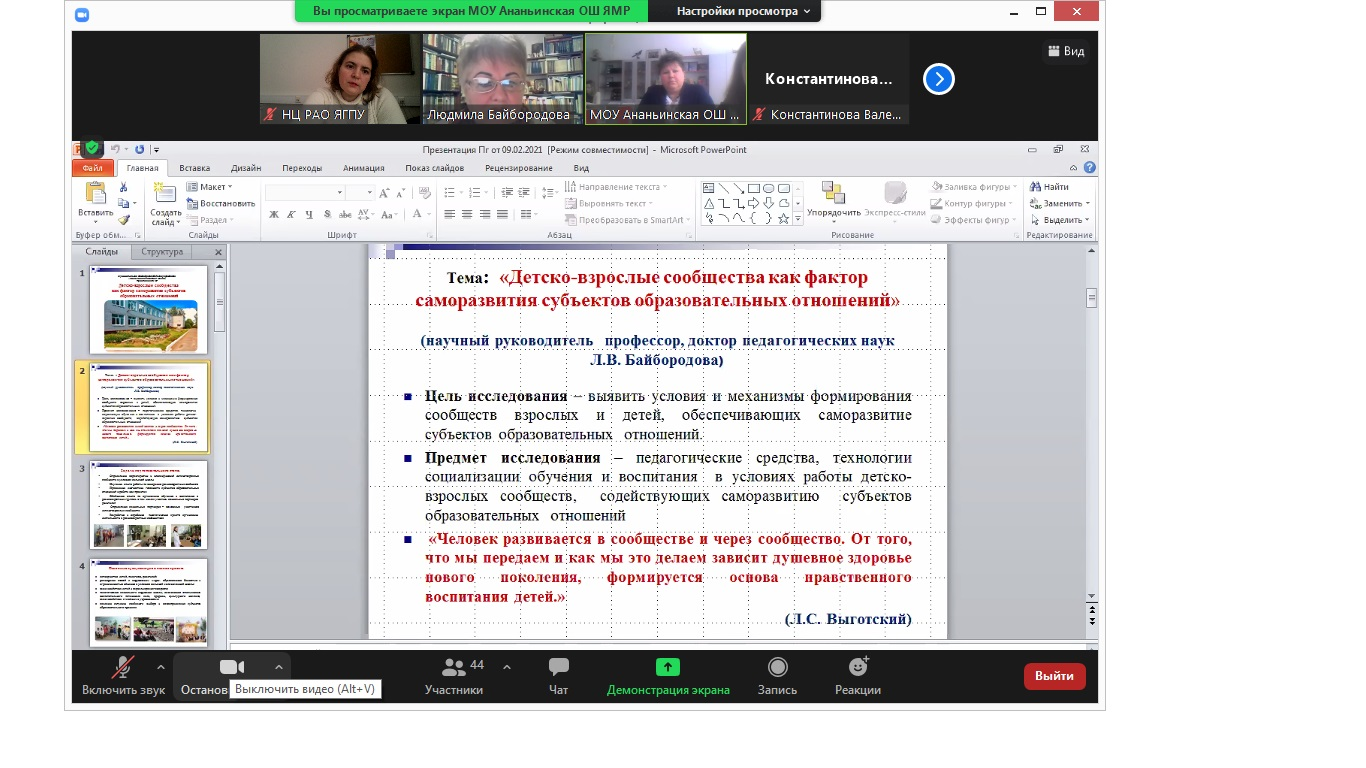 Вы просматриваете экран МОУ Ананьинская ОШ ЯМР
Настройки просмотра
Вид
НЦ РАО ЯГПУ
Людмила Байбородова
МОУ Ананьинская ОШ ...
Константинова...
Константинова Вале...
Презентация Пг от 09.02.2021 [Режим совместимости] - Microsoft PowerPoint
Файл Главная Вставка Дизайн Переходы Анимация Показ слайдов Рецензирование Вид
Вставить
Буфер обм...
Создать слайд
Макет
Восстановить
Раздел
Слайды
Ж К Ч S abc AV Aa А
Шрифт
Направление текста
Выровнять текст
Преобразовать в SmartArt
Абзац
Упорядочить
Экспресс-стили
Заливка фигуры
Контур фигуры
Эффекты фигур
Рисование
Найти
Заменить
Выделить
Редактирование
Слайды Структура
1
2
3
4
Тема: «Детско-взрослые сообщества как фактор
саморазвития субъектов образовательных отношений»
(научный руководитель профессор, доктор педагогических наук
Л.В. Байбородова)
Цель исследования – выявить условия и механизмы формирования
сообществ взрослых и детей, обеспечивающих саморазвитие
субъектов образовательных отношений.
Предмет исследования – педагогические средства, технологии
социализации обучения и воспитания в условиях работы детско-
взрослых сообществ, содействующих саморазвитию субъектов
образовательных отношений
«Человек развивается в сообществе и через сообщество. От того,
что мы передаем и как мы это делаем зависит душевное здоровье
нового поколения, формируется основа нравственного
воспитания детей.»
(Л.С. Выготский)
Включить звук
Останов
Выключить видео (Alt+V)
44
Участники
Чат
Демонстрация экрана
Запись
Реакции
Выйти